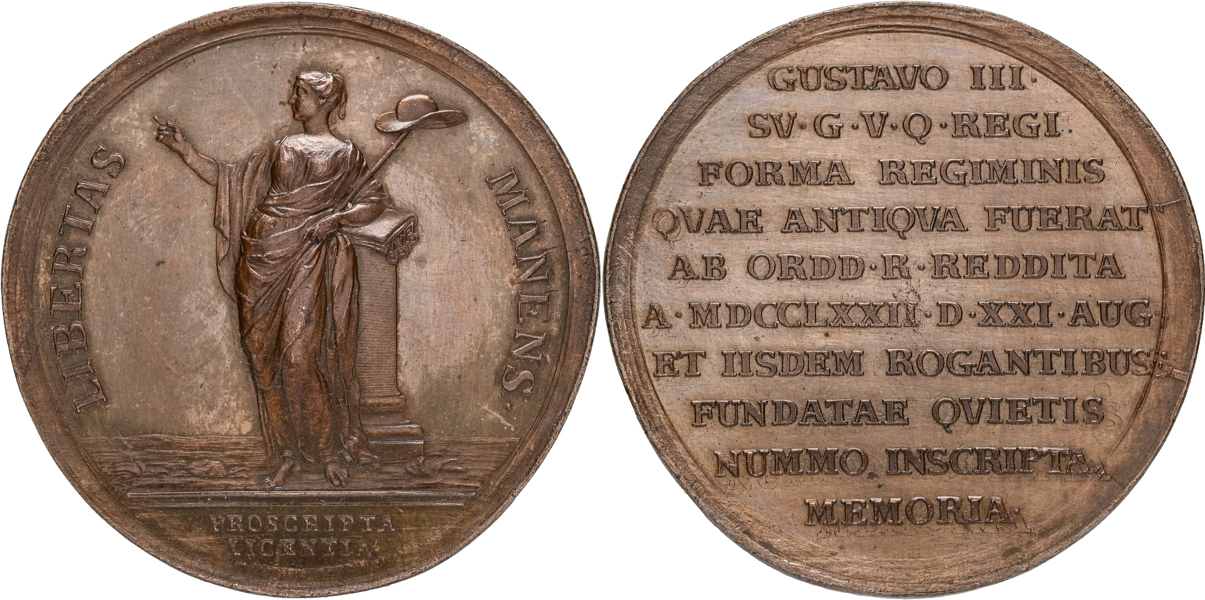 LIBERTAS
MANENS·
PROSCRIPTA
LICENTIA·
GUSTAVO III·
SV·G·V·Q·REGI
FORMA REGIMINIS
QVAE ANTIQVA FUERAT
AB ORDD·R·REDDITA
A·MDCCLXXII·D·XXI·AUG·
ET IISDEM ROGANTIBUS
FUNDATAE QVIETIS
NUMMO INSCRIPTA
MEMORIA·